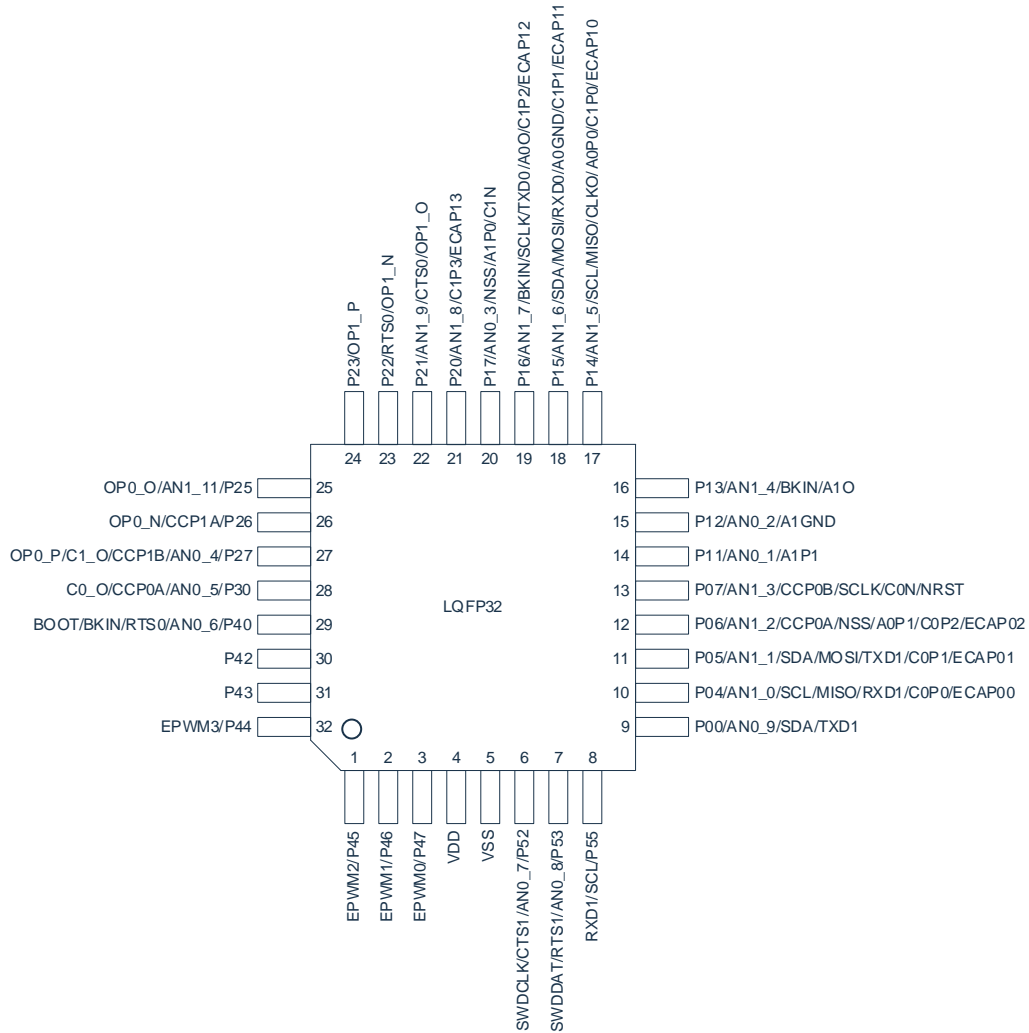 P23/OP1_P
P22/RTS0/OP1_N
P21/AN1_9/CTS0/OP1_O
P20/AN1_8/C1P3/ECAP13
P17/AN0_3/NSS/A1P0/C1N
P16/AN1_7/BKIN/SCLK/TXD0/A0O/C1P2/ECAP12
P15/AN1_6/SDA/MOSI/RXD0/A0GND/C1P1/ECAP11
P14/AN1_5/SCL/MISO/CLKO/A0P0/C1P0/ECAP10
24 23 22 21 20 19 18 17
OP0_O/AN1_11/P25 25
OP0_N/CCP1A/P26 26
OP0_P/C1_O/CCP1B/AN0_4/P27 27
C0_O/CCP0A/AN0_5/P30 28
BOOT/BKIN/RTS0/AN0_6/P40 29
P42 30
P43 31
EPWM3/P44 32
LQFP32
16 P13/AN1_4/BKIN/A1O
15 P12/AN0_2/A1GND
14 P11/AN0_1/A1P1
13 P07/AN1_3/CCP0B/SCLK/C0N/NRST
12 P06/AN1_2/CCP0A/NSS/A0P1/C0P2/ECAP02
11 P05/AN1_1/SDA/MOSI/TXD1/C0P1/ECAP01
10 P04/AN1_0/SCL/MISO/RXD1/C0P0/ECAP00
9 P00/AN0_9/SDA/TXD1
1 2 3 4 5 6 7 8
EPWM2/P45
EPWM1/P46
EPWM0/P47
VDD
VSS
SWDCLK/CTS1/AN0_7/P52
SWDDAT/RTS1/AN0_8/P53
RXD1/SCL/P55